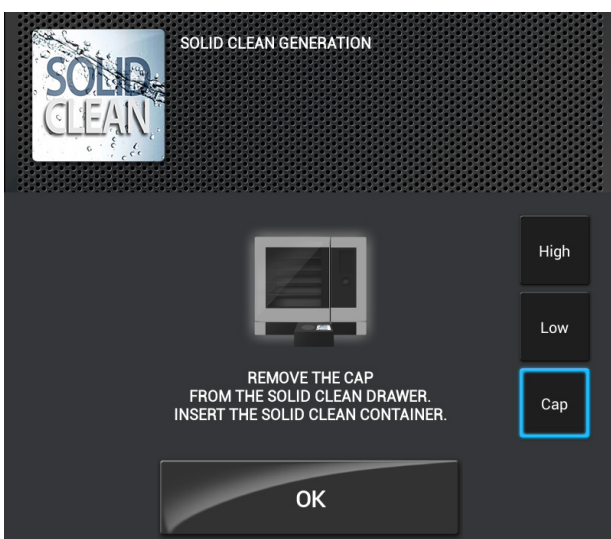 SOLID
CLEAN
SOLID CLEAN GENERATION
High
Low
Cap
REMOVE THE CAP
FROM THE SOLID CLEAN DRAWER.
INSERT THE SOLID CLEAN CONTAINER.
OK